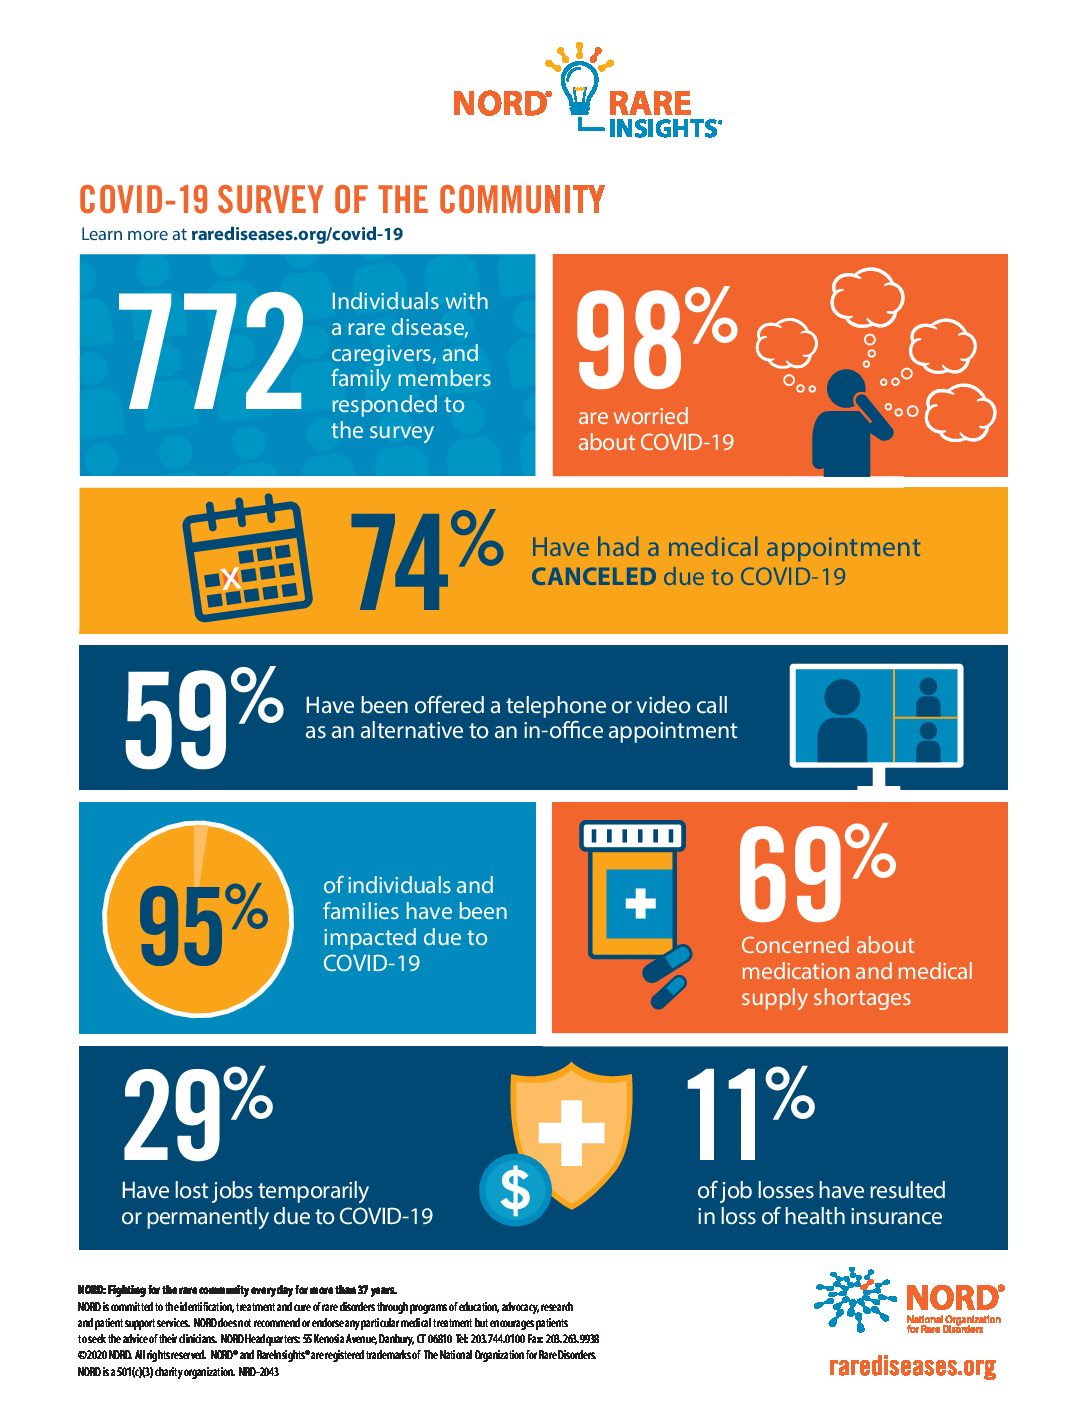 NORD® RARE
INSIGHTS®
COVID-19 SURVEY OF THE COMMUNITY
Learn more at rarediseases.org/covid-19
772
Individuals with
a rare disease,
caregivers, and
family members
responded to
the survey
98%
are worried
about COVID-19
X
74%
Have had a medical appointment
CANCELED due to COVID-19
59%
Have been offered a telephone or video call
as an alternative to an in-office appointment
95%
of individuals and
families have been
impacted due to
COVID-19
69%
Concerned about
medication and medical
supply shortages
29%
Have lost jobs temporarily
or permanently due to COVID-19
$
11%
of job losses have resulted
in loss of health insurance
NORD: Fighting for the rare community everyday for more than 37 years.
NORD is committed to the identification, treatment and cure of rare disorders through programs of education, advocacy, research
and patient support services. NORD does not recommend or endorse any particular medical treatment but encourages patients
to seek the advice of their clinicians. NORD Headquarters: 55 Kenosia Avenue, Danbury, CT 06810 Tel: 203.744.0100 Fax: 203.263.9938
©2020 NORD. All rights reserved. NORD® and RareInsights® are registered trademarks of The National Organization for Rare Disorders.
NORD is a 501(c)(3) charity organization. NRD-2043
NORD®
National Organization
for Rare Disorders
rarediseases.org